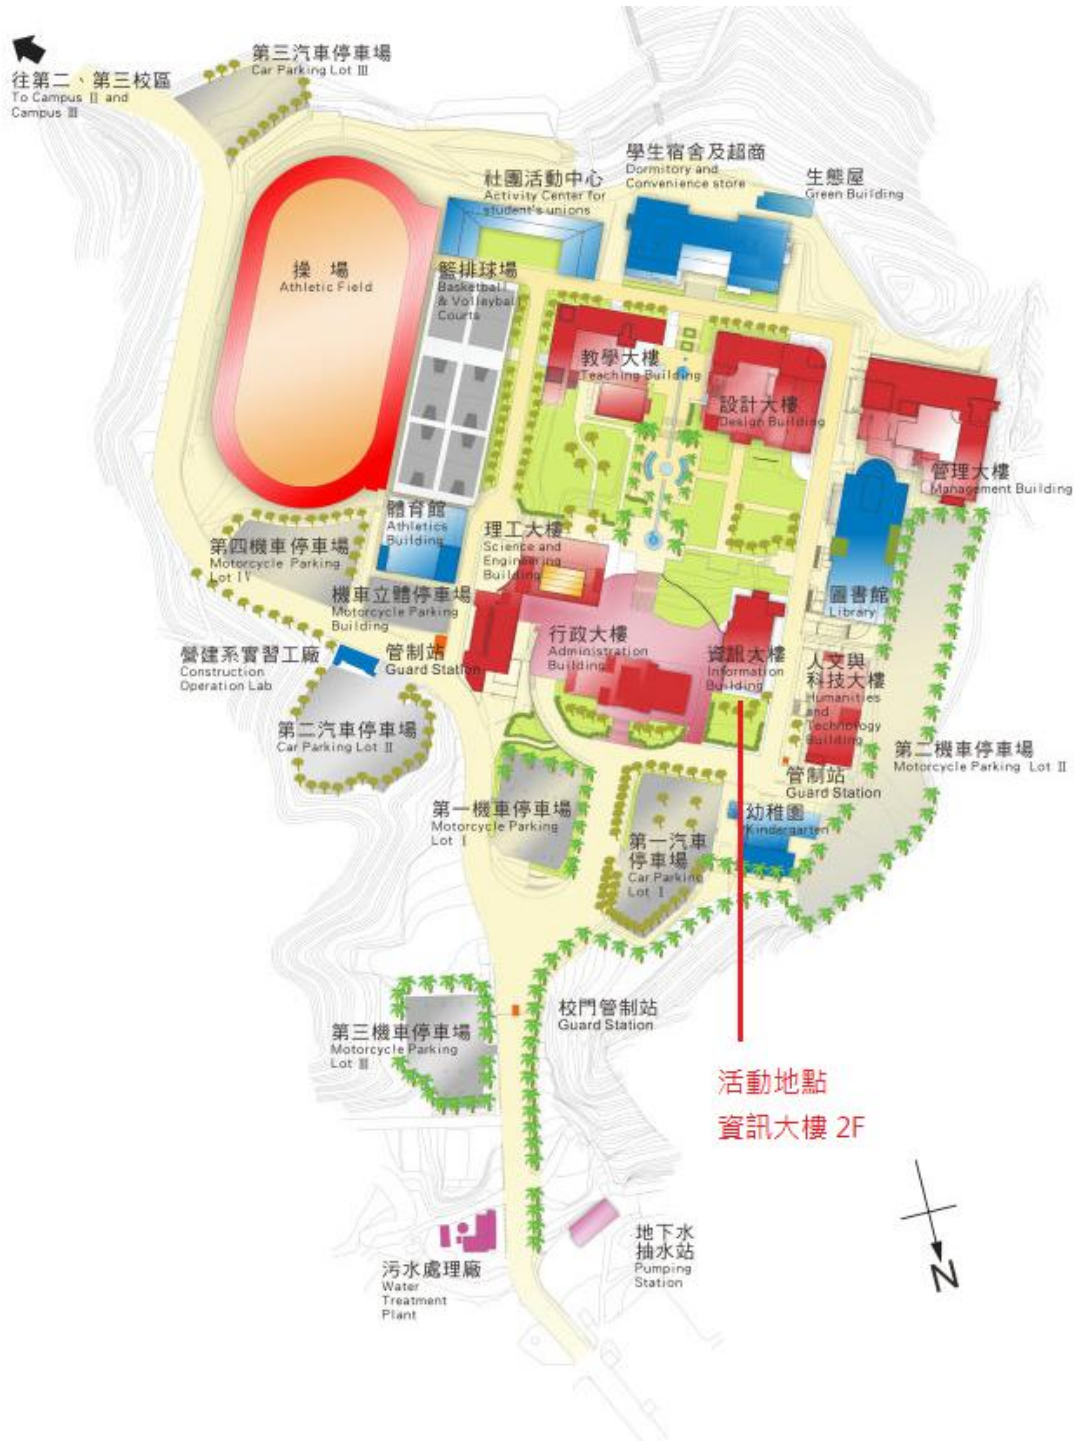 第三汽車停車場
Car Parking Lot Ⅲ
往第二、第三校區
To Campus Ⅱ and
Campus Ⅲ
學生宿舍及超商
Dormitory and
Convenience store
生態屋
Green Building
社團活動中心
Activity Center for
student's unions
操 場
Athletic Field
籃排球場
Basketball
& Volleyball
Courts
教學大樓
Teaching Building
設計大樓
Design Building
管理大樓
Management Building
體育館
Athletics
Building
理工大樓
Science and
Engineering
Building
第四機車停車場
Motorcycle Parking
Lot Ⅳ
機車立體停車場
Motorcycle Parking
Building
圖書館
Library
行政大樓
Administration
Building
資訊大樓
Information
Building
人文與
科技大樓
Humanities
and
Technology
Building
營建系實習工廠
Construction
Operation Lab
管制站
Guard Station
第二汽車停車場
Car Parking Lot Ⅱ
第二機車停車場
Motorcycle Parking Lot Ⅱ
管制站
Guard Station
第一機車停車場
Motorcycle Parking
Lot Ⅰ
幼稚園
Kindergarten
第一汽車
停車場
Car Parking
Lot Ⅰ
校門管制站
Guard Station
第三機車停車場
Motorcycle Parking
Lot Ⅲ
活動地點
資訊大樓 2F
地下水
抽水站
Pumping
Station
污水處理廠
Water
Treatment
Plant
N